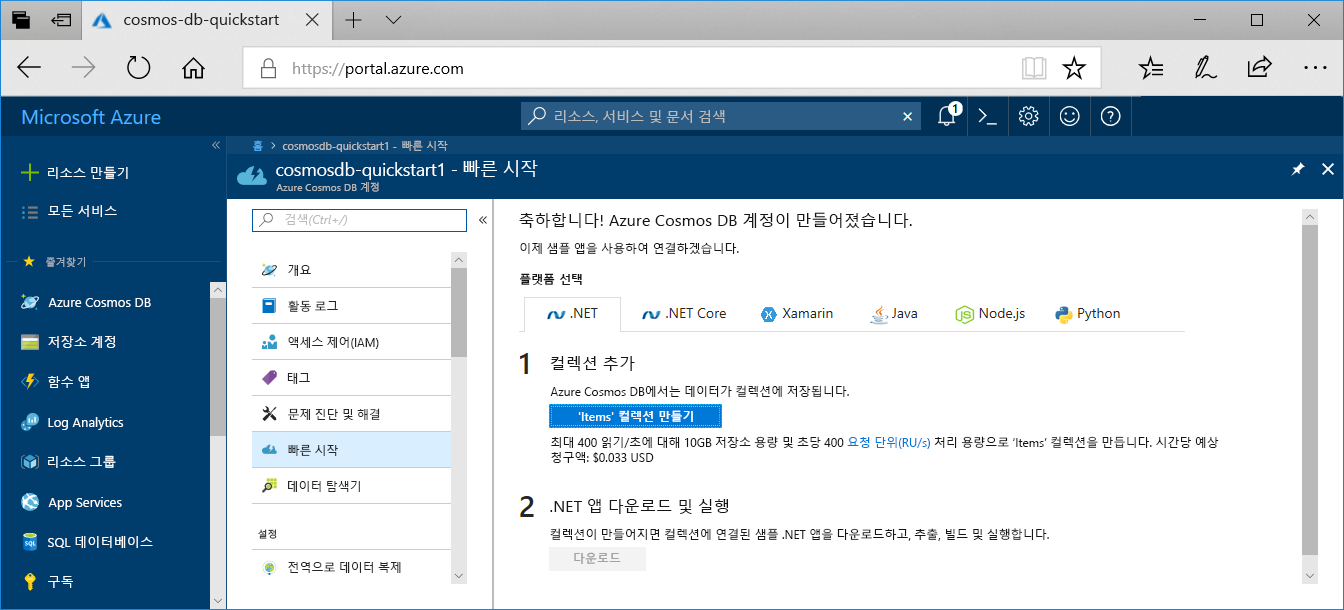 cosmos-db-quickstart
https://portal.azure.com
Microsoft Azure
리소스, 서비스 및 문서 검색
1
리소스 만들기
모든 서비스
즐겨찾기
Azure Cosmos DB
저장소 계정
함수 앱
Log Analytics
리소스 그룹
App Services
SQL 데이터베이스
구독
홈 > cosmosdb-quickstart1 - 빠른 시작
cosmosdb-quickstart1 - 빠른 시작
Azure Cosmos DB 계정
검색(Ctrl+/)
개요
활동 로그
액세스 제어(IAM)
태그
문제 진단 및 해결
빠른 시작
데이터 탐색기
설정
전역으로 데이터 복제
축하합니다! Azure Cosmos DB 계정이 만들어졌습니다.
이제 샘플 앱을 사용하여 연결하겠습니다.
플랫폼 선택
.NET
.NET Core
Xamarin
Java
Node.js
Python
1 컬렉션 추가
Azure Cosmos DB에서는 데이터가 컬렉션에 저장됩니다.
'Items' 컬렉션 만들기
최대 400 읽기/초에 대해 10GB 저장소 용량 및 초당 400 요청 단위(RU/s) 처리 용량으로 'Items' 컬렉션을 만듭니다. 시간당 예상
청구액: $0.033 USD
2 .NET 앱 다운로드 및 실행
컬렉션이 만들어지면 컬렉션에 연결된 샘플 .NET 앱을 다운로드하고, 추출, 빌드 및 실행합니다.
다운로드